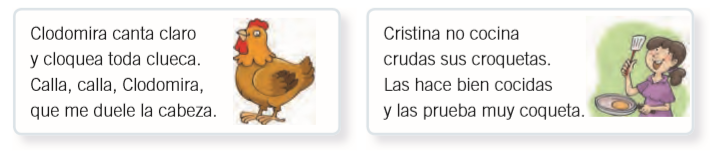 Clodomira canta claro
y cloquea toda clueca.
Calla, calla, Clodomira,
que me duele la cabeza.
Cristina no cocina
crudas sus croquetas.
Las hace bien cocidas
y las prueba muy coqueta.